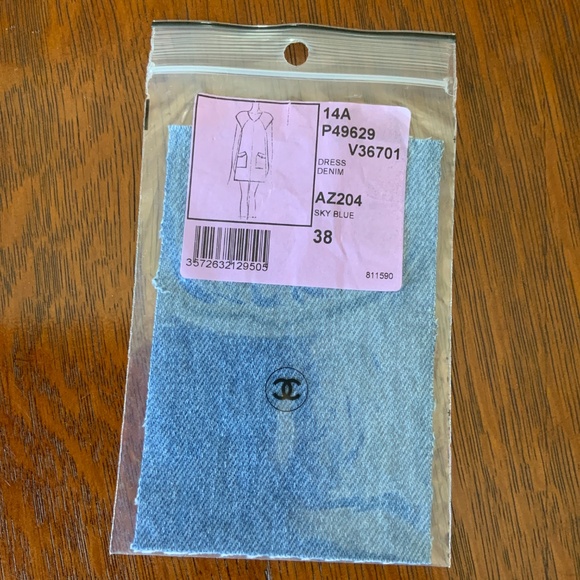 14A
P49629
V36701
DRESS
DENIM
AZ204
SKY BLUE
38
3572632129505
811590